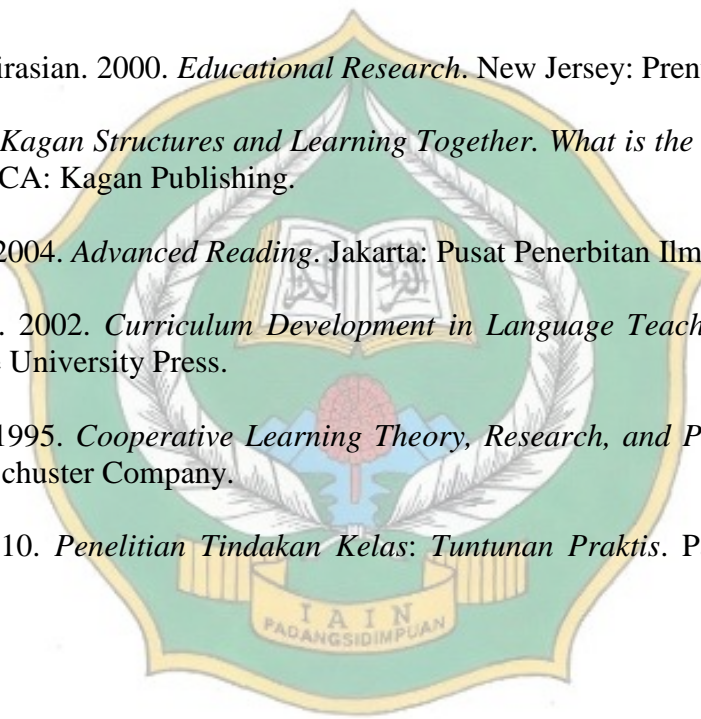 irasian. 2000. Educational Research. New Jersey: Pren
Kagan Structures and Learning Together. What is the
CA: Kagan Publishing.
2004. Advanced Reading. Jakarta: Pusat Penerbitan Ilm
. 2002. Curriculum Development in Language Teach
University Press.
1995. Cooperative Learning Theory, Research, and P
chuster Company.
10. Penelitian Tindakan Kelas: Tuntunan Praktis. P
IAIN
PADANGSIDIMPUAN